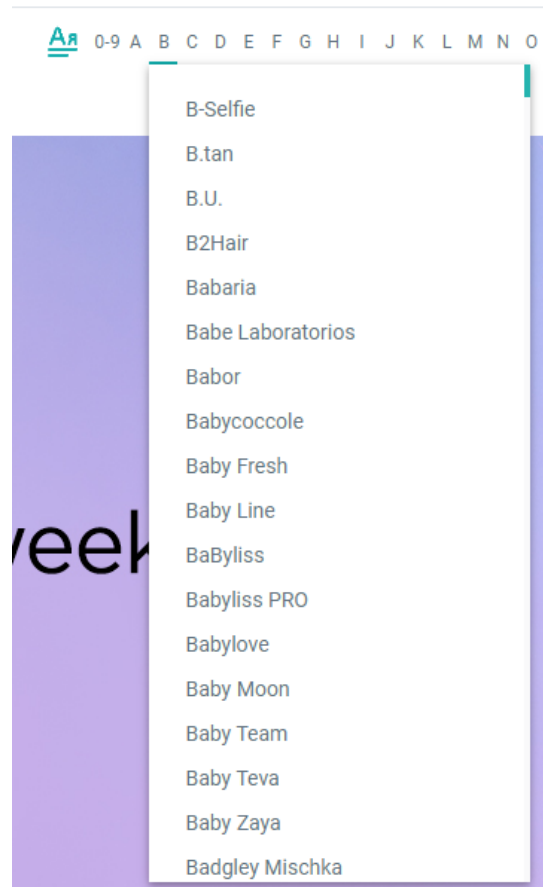 Aя 0-9 A B C D E F G H I J K L M N O
B-Selfie
B.tan
B.U.
B2Hair
Babaria
Babe Laboratorios
Babor
Babycoccole
Baby Fresh
Baby Line
BaByliss
Babyliss PRO
Babylove
Baby Moon
Baby Team
Baby Teva
Baby Zaya
Badgley Mischka